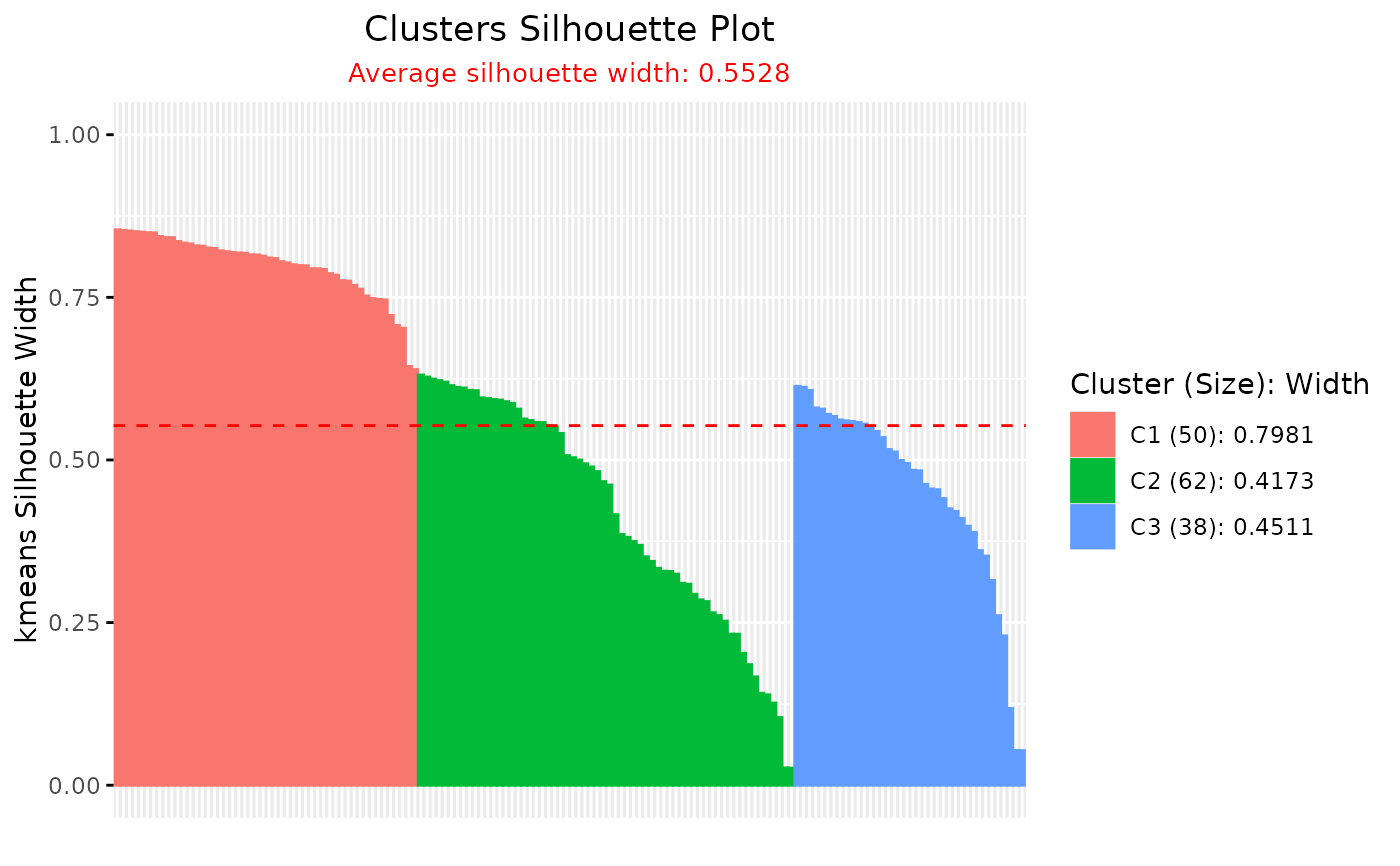 Clusters Silhouette Plot
Average silhouette width: 0.5528
kmeans Silhouette Width
1.00
0.75
0.50
0.25
0.00
Cluster (Size): Width
C1 (50): 0.7981
C2 (62): 0.4173
C3 (38): 0.4511